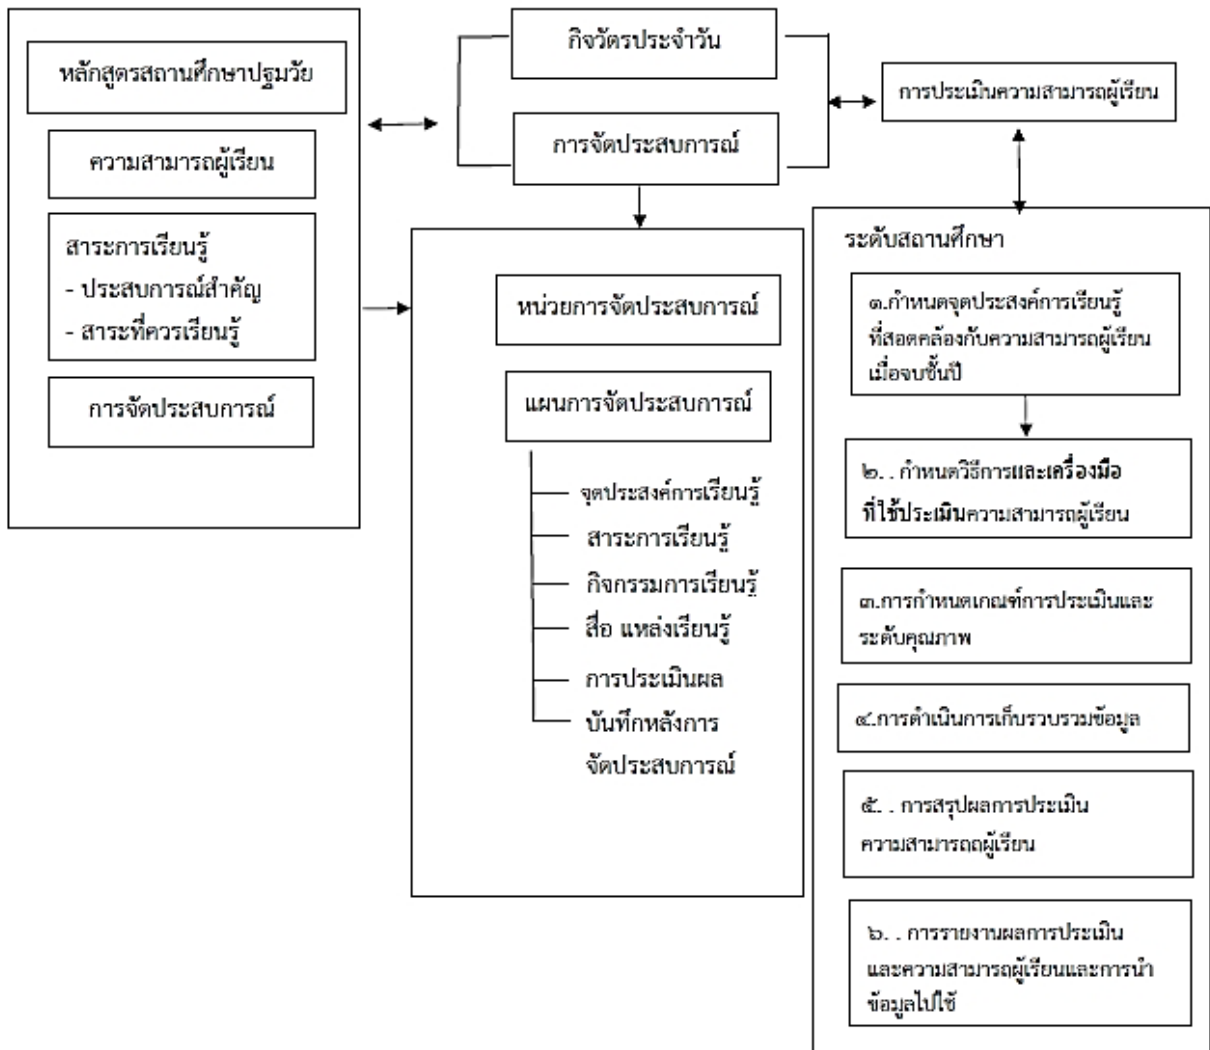 หลักสูตรสถานศึกษาปฐมวัย
ความสามารถผู้เรียน
สาระการเรียนรู้
- ประสบการณ์สำคัญ
- สาระที่ควรเรียนรู้
การจัดประสบการณ์
กิจวัตรประจำวัน
การจัดประสบการณ์
หน่วยการจัดประสบการณ์
แผนการจัดประสบการณ์
จุดประสงค์การเรียนรู้
สาระการเรียนรู้
กิจกรรมการเรียนรู้
สื่อ แหล่งเรียนรู้
การประเมินผล
บันทึกหลังการ
จัดประสบการณ์
การประเมินความสามารถผู้เรียน
ระดับสถานศึกษา
๑.กำหนดจุดประสงค์การเรียนรู้
ที่สอดคล้องกับความสามารถผู้เรียน
เมื่อจบชั้นปี
๒. . กำหนดวิธีการและเครื่องมือ
ที่ใช้ประเมินความสามารถผู้เรียน
๓.การกำหนดเกณฑ์การประเมินและ
ระดับคุณภาพ
๔.การดำเนินการเก็บรวบรวมข้อมูล
๕. . การสรุปผลการประเมิน
ความสามารถถผู้เรียน
๖. . การรายงานผลการประเมิน
และความสามารถผู้เรียนและการนำ
ข้อมูลไปใช้